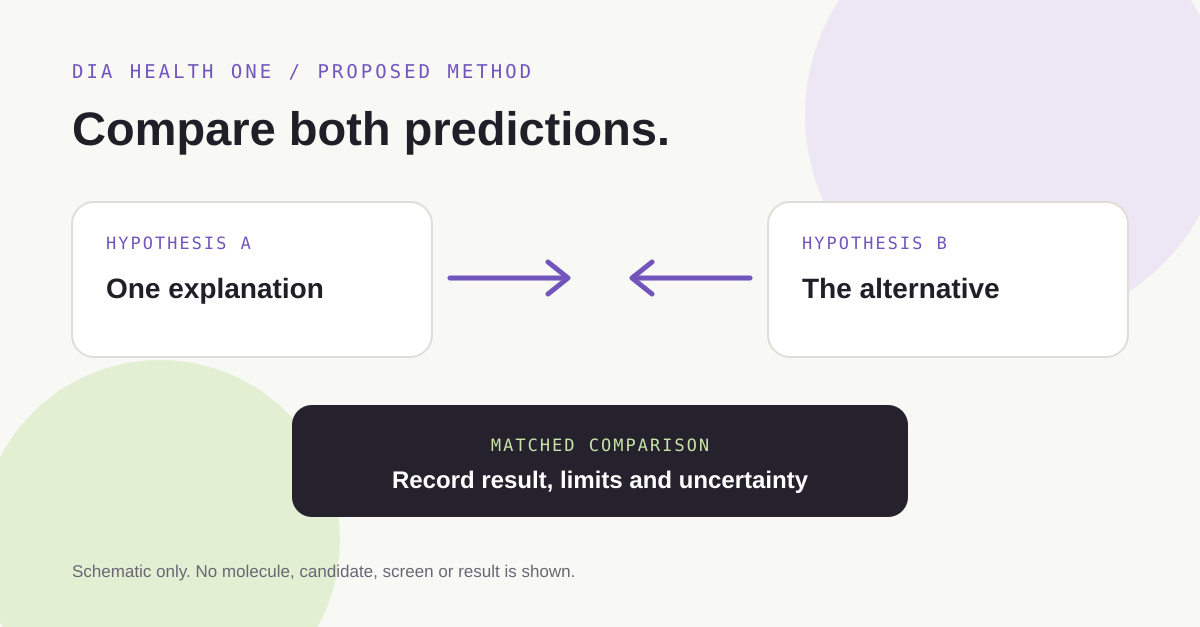 DIA HEALTH ONE / PROPOSED METHOD
Compare both predictions.
HYPOTHESIS A
One explanation
HYPOTHESIS B
The alternative
MATCHED COMPARISON
Record result, limits and uncertainty
Schematic only. No molecule, candidate, screen or result is shown.